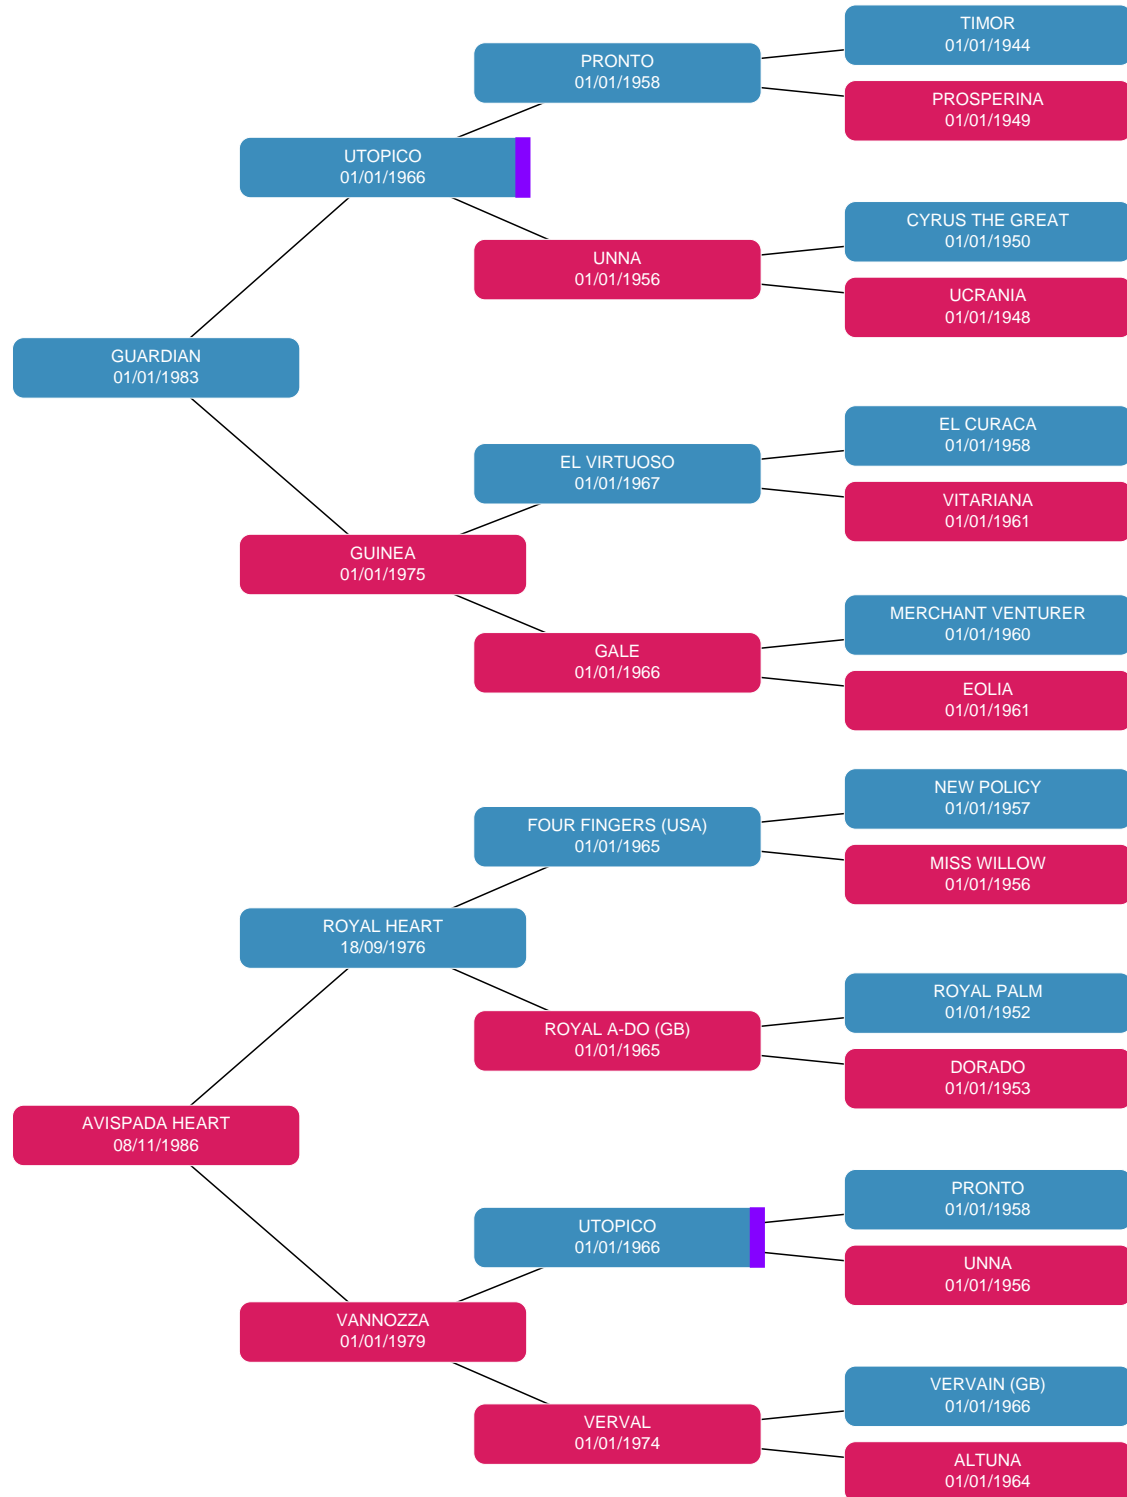 TIMOR
01/01/1944
PRONTO
01/01/1958
PROSPERINA
01/01/1949
UTOPICO
01/01/1966
CYRUS THE GREAT
01/01/1950
UNNA
01/01/1956
UCRANIA
01/01/1948
GUARDIAN
01/01/1983
EL CURACA
01/01/1958
EL VIRTUOSO
01/01/1967
VITARIANA
01/01/1961
GUINEA
01/01/1975
MERCHANT VENTURER
01/01/1960
GALE
01/01/1966
EOLIA
01/01/1961
NEW POLICY
01/01/1957
FOUR FINGERS (USA)
01/01/1965
MISS WILLOW
01/01/1956
ROYAL HEART
18/09/1976
ROYAL PALM
01/01/1952
ROYAL A-DO (GB)
01/01/1965
DORADO
01/01/1953
AVISPADA HEART
08/11/1986
PRONTO
01/01/1958
UTOPICO
01/01/1966
UNNA
01/01/1956
VANNOZZA
01/01/1979
VERVAIN (GB)
01/01/1966
VERVAL
01/01/1974
ALTUNA
01/01/1964